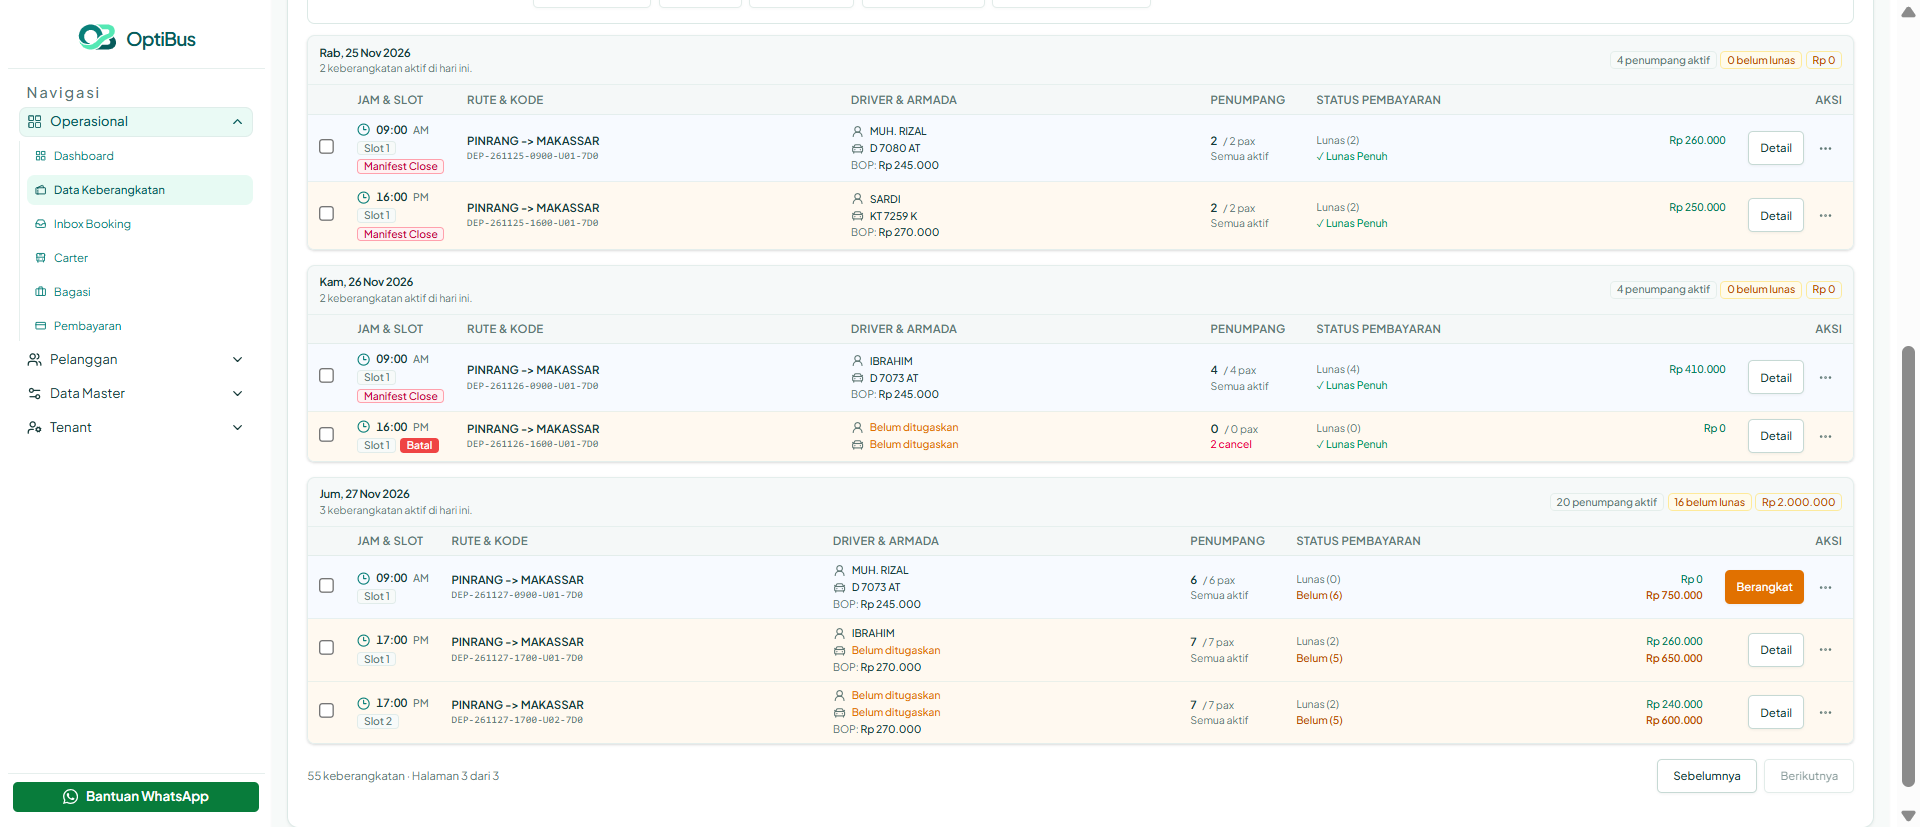 OptiBus
Navigasi
Operasional
Dashboard
Data Keberangkatan
Inbox Booking
Carter
Bagasi
Pembayaran
Pelanggan
Data Master
Tenant
Bantuan WhatsApp
Rab, 25 Nov 2026
2 keberangkatan aktif di hari ini.
4 penumpang aktif 0 belum lunas Rp 0
JAM & SLOT RUTE & KODE DRIVER & ARMADA PENUMPANG STATUS PEMBAYARAN AKSI
09:00 AM
Slot 1
Manifest Close
PINRANG -> MAKASSAR
DEP-261125-0900-U01-7D0
MUH. RIZAL
D 7080 AT
BOP: Rp 245.000
2 / 2 pax
Semua aktif
Lunas (2)
✓ Lunas Penuh
Rp 260.000
Detail
16:00 PM
Slot 1
Manifest Close
PINRANG -> MAKASSAR
DEP-261125-1600-U01-7D0
SARDI
KT 7259 K
BOP: Rp 270.000
2 / 2 pax
Semua aktif
Lunas (2)
✓ Lunas Penuh
Rp 250.000
Detail
Kam, 26 Nov 2026
2 keberangkatan aktif di hari ini.
4 penumpang aktif 0 belum lunas Rp 0
JAM & SLOT RUTE & KODE DRIVER & ARMADA PENUMPANG STATUS PEMBAYARAN AKSI
09:00 AM
Slot 1
Manifest Close
PINRANG -> MAKASSAR
DEP-261126-0900-U01-7D0
IBRAHIM
D 7073 AT
BOP: Rp 245.000
4 / 4 pax
Semua aktif
Lunas (4)
✓ Lunas Penuh
Rp 410.000
Detail
16:00 PM
Slot 1 Batal
PINRANG -> MAKASSAR
DEP-261126-1600-U01-7D0
Belum ditugaskan
Belum ditugaskan
0 / 0 pax
2 cancel
Lunas (0)
✓ Lunas Penuh
Rp 0
Detail
Jum, 27 Nov 2026
3 keberangkatan aktif di hari ini.
20 penumpang aktif 16 belum lunas Rp 2.000.000
JAM & SLOT RUTE & KODE DRIVER & ARMADA PENUMPANG STATUS PEMBAYARAN AKSI
09:00 AM
Slot 1
PINRANG -> MAKASSAR
DEP-261127-0900-U01-7D0
MUH. RIZAL
D 7073 AT
BOP: Rp 245.000
6 / 6 pax
Semua aktif
Lunas (0)
Belum (6)
Rp 0
Rp 750.000
Berangkat
17:00 PM
Slot 1
PINRANG -> MAKASSAR
DEP-261127-1700-U01-7D0
IBRAHIM
Belum ditugaskan
BOP: Rp 270.000
7 / 7 pax
Semua aktif
Lunas (2)
Belum (5)
Rp 260.000
Rp 650.000
Detail
17:00 PM
Slot 2
PINRANG -> MAKASSAR
DEP-261127-1700-U02-7D0
Belum ditugaskan
Belum ditugaskan
BOP: Rp 270.000
7 / 7 pax
Semua aktif
Lunas (2)
Belum (5)
Rp 240.000
Rp 600.000
Detail
55 keberangkatan · Halaman 3 dari 3
Sebelumnya
Berikutnya